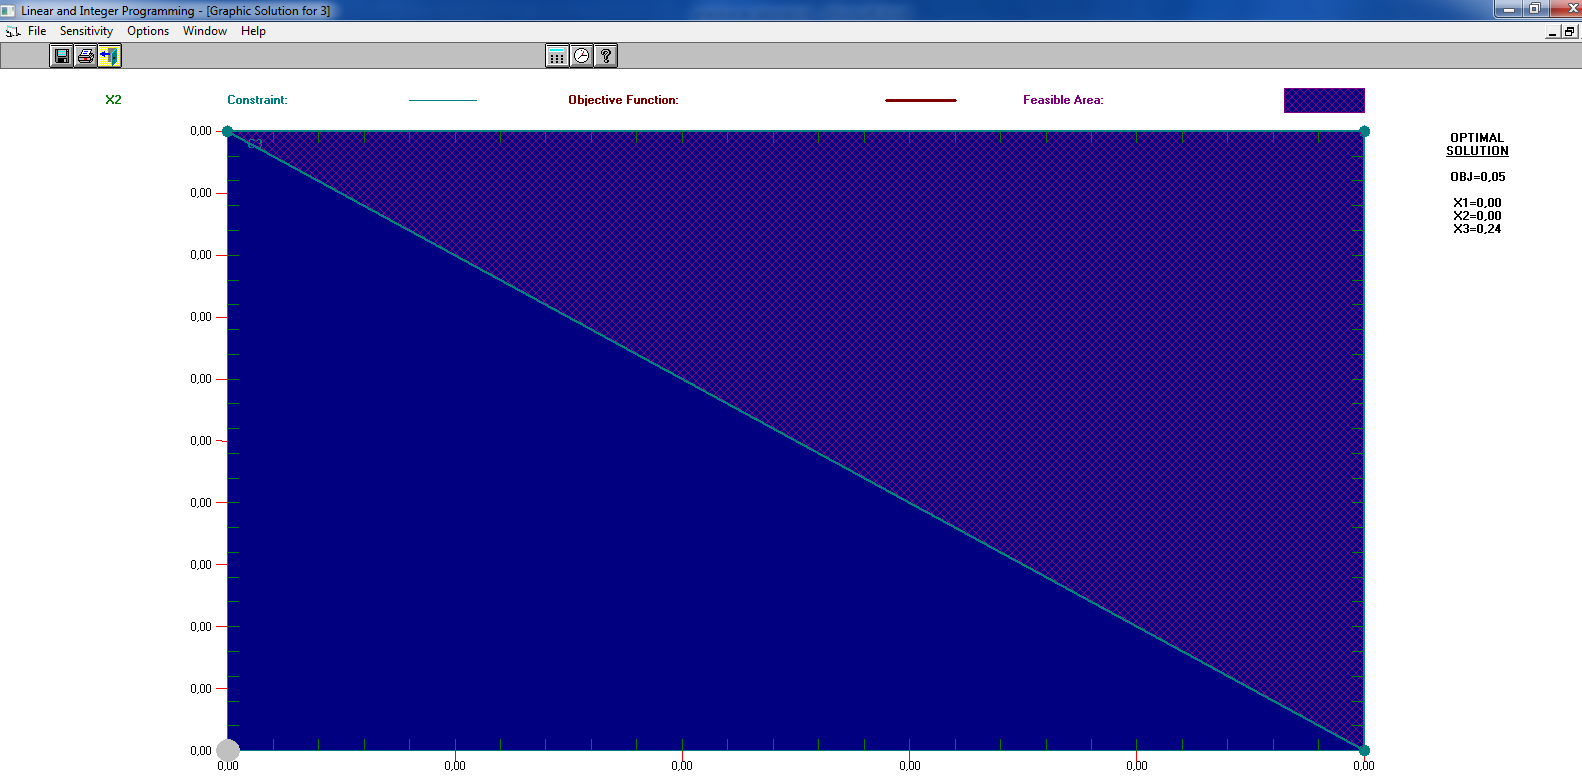 Linear and Integer Programming - [Graphic Solution for 3]
File Sensitivity Options Window Help
X2 Constraint: Objective Function: Feasible Area:
0,00
C3
OPTIMAL
SOLUTION
OBJ=0,05
0,00
X1=0,00
X2=0,00
X3=0,24
0,00
0,00
0,00
0,00
0,00
0,00
0,00
0,00
0,00
0,00 0,00 0,00 0,00 0,00 0,00